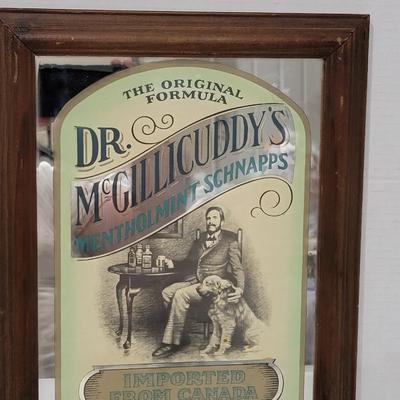 THE ORIGINAL
FORMULA
DR.
McGILLICUDDY'S
MENTHOLMINT SCHNAPPS
IMPORTED
FROM CANADA